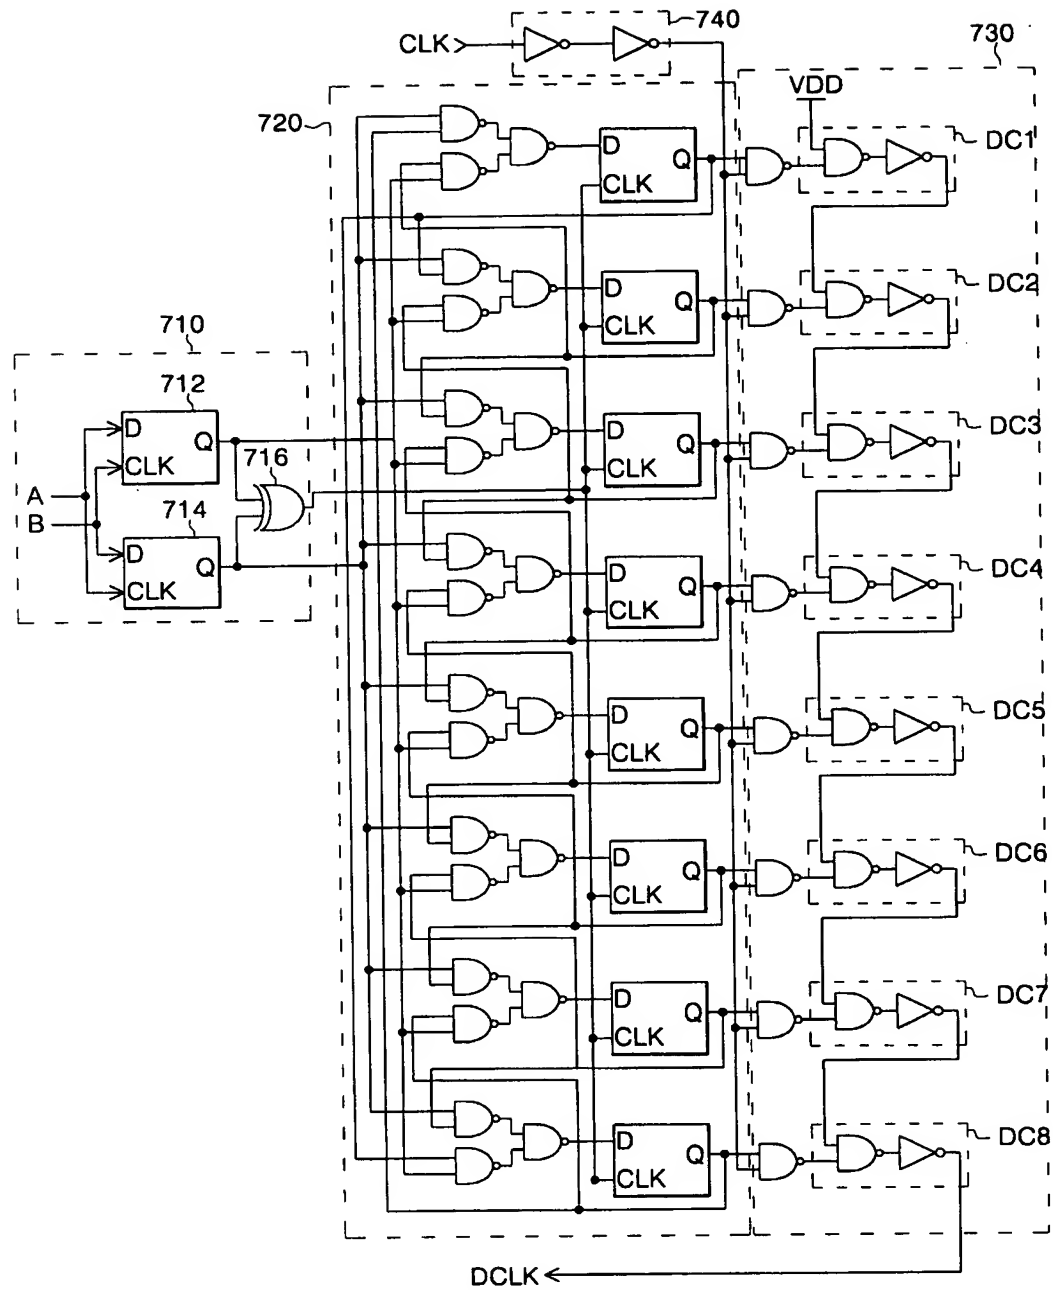 740
CLK
730
VDD
720
D
Q
CLK
DC1
D
Q
CLK
DC2
710
712
D
Q
CLK
716
A
B
714
D
Q
CLK
D
Q
CLK
DC3
D
Q
CLK
DC4
D
Q
CLK
DC5
D
Q
CLK
DC6
D
Q
CLK
DC7
D
Q
CLK
DC8
DCLK